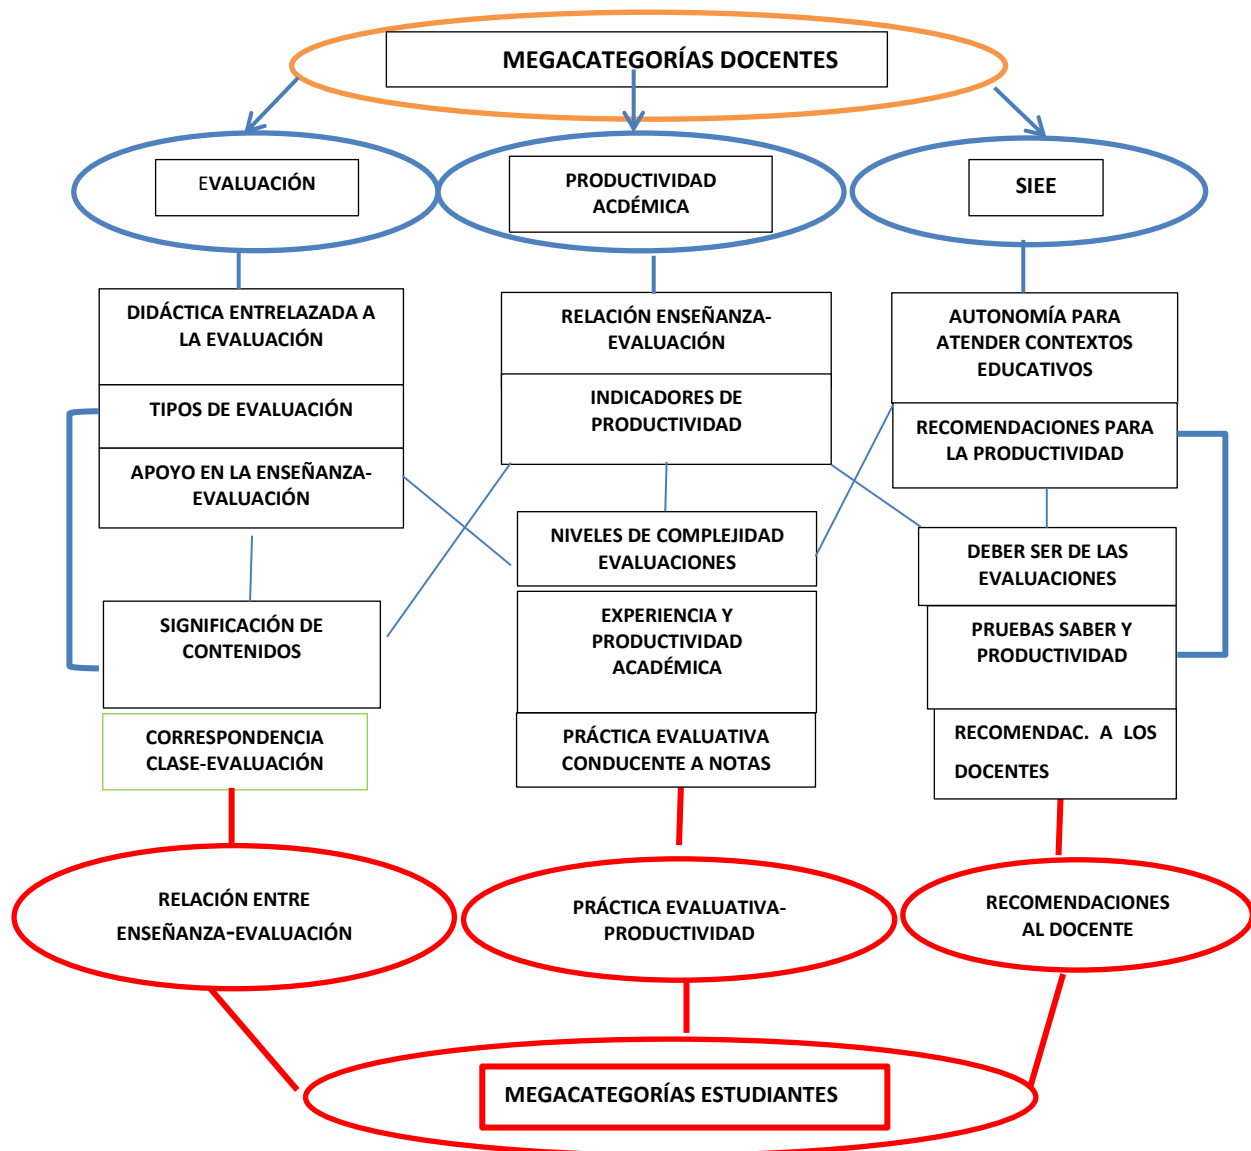 MEGACATEGORÍAS DOCENTES
EVALUACIÓN
PRODUCTIVIDAD
ACDÉMICA
SIEE
DIDÁCTICA ENTRELAZADA A
LA EVALUACIÓN
TIPOS DE EVALUACIÓN
APOYO EN LA ENSEÑANZA-
EVALUACIÓN
RELACIÓN ENSEÑANZA-
EVALUACIÓN
INDICADORES DE
PRODUCTIVIDAD
AUTONOMÍA PARA
ATENDER CONTEXTOS
EDUCATIVOS
RECOMENDACIONES PARA
LA PRODUCTIVIDAD
SIGNIFICACIÓN DE
CONTENIDOS
CORRESPONDENCIA
CLASE-EVALUACIÓN
NIVELES DE COMPLEJIDAD
EVALUACIONES
EXPERIENCIA Y
PRODUCTIVIDAD
ACADÉMICA
PRÁCTICA EVALUATIVA
CONDUCENTE A NOTAS
DEBER SER DE LAS
EVALUACIONES
PRUEBAS SABER Y
PRODUCTIVIDAD
RECOMENDAC. A LOS
DOCENTES
RELACIÓN ENTRE
ENSEÑANZA-EVALUACIÓN
PRÁCTICA EVALUATIVA-
PRODUCTIVIDAD
RECOMENDACIONES
AL DOCENTE
MEGACATEGORÍAS ESTUDIANTES